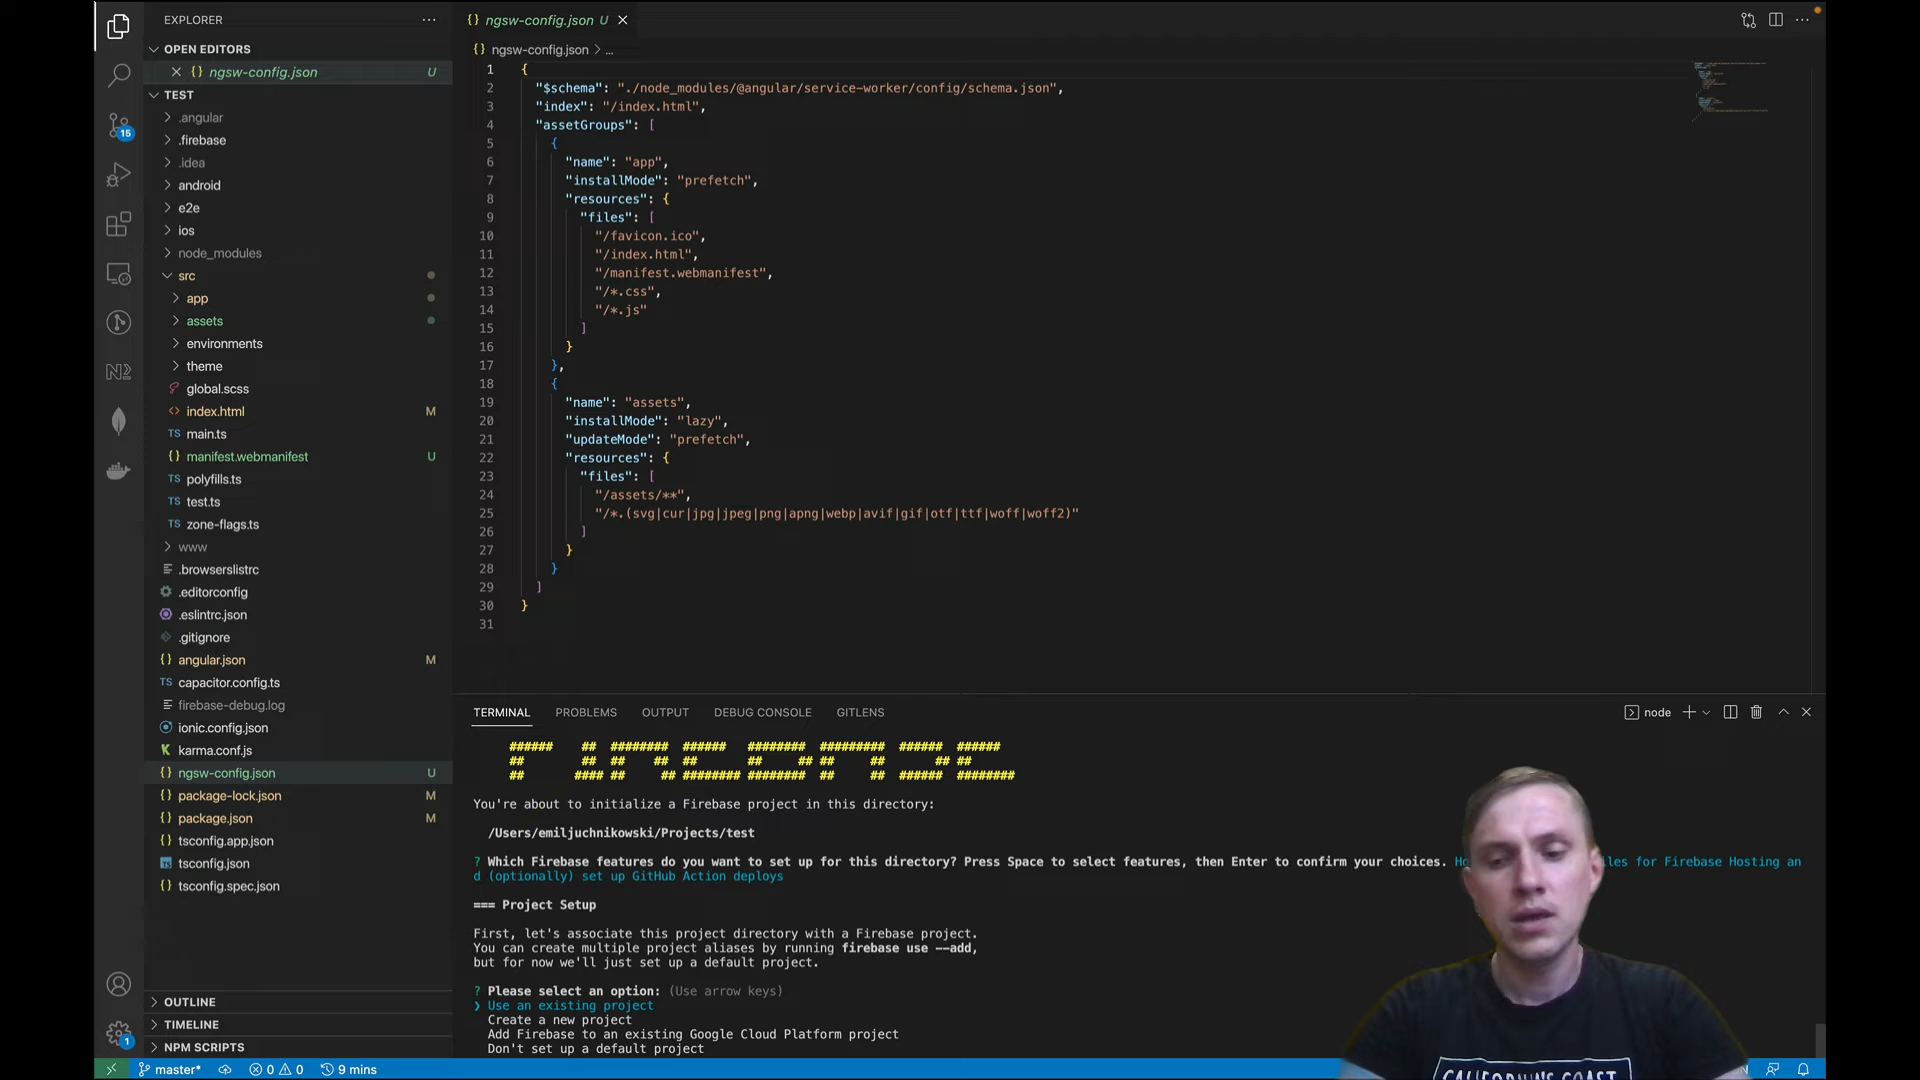 EXPLORER
OPEN EDITORS
ngsw-config.json U
TEST
.angular
.firebase
.idea
android
e2e
ios
node_modules
src
app
assets
environments
theme
global.scss
index.html M
main.ts
manifest.webmanifest U
polyfills.ts
test.ts
zone-flags.ts
www
.browserslistrc
.editorconfig
.eslintrc.json
.gitignore
angular.json M
capacitor.config.ts
firebase-debug.log
ionic.config.json
karma.conf.js
ngsw-config.json U
package-lock.json M
package.json M
tsconfig.app.json
tsconfig.json
tsconfig.spec.json
OUTLINE
TIMELINE
NPM SCRIPTS
15
1
ngsw-config.json U
ngsw-config.json > ...
1 {
2 "$schema": "./node_modules/@angular/service-worker/config/schema.json",
3 "index": "/index.html",
4 "assetGroups": [
5 {
6 "name": "app",
7 "installMode": "prefetch",
8 "resources": {
9 "files": [
10 "/favicon.ico",
11 "/index.html",
12 "/manifest.webmanifest",
13 "/*.css",
14 "/*.js"
15 ]
16 }
17 },
18 {
19 "name": "assets",
20 "installMode": "lazy",
21 "updateMode": "prefetch",
22 "resources": {
23 "files": [
24 "/assets/**",
25 "/*.(svg|cur|jpg|jpeg|png|apng|webp|avif|gif|otf|ttf|woff|woff2)"
26 ]
27 }
28 }
29 ]
30 }
31
TERMINAL PROBLEMS OUTPUT DEBUG CONSOLE GITLENS
node
You're about to initialize a Firebase project in this directory:
/Users/emiljuchnikowski/Projects/test
? Which Firebase features do you want to set up for this directory? Press Space to select features, then Enter to confirm your choices. for Firebase Hosting an
d (optionally) set up GitHub Action deploys
=== Project Setup
First, let's associate this project directory with a Firebase project.
You can create multiple project aliases by running firebase use --add,
but for now we'll just set up a default project.
? Please select an option: (Use arrow keys)
❯ Use an existing project
Create a new project
Add Firebase to an existing Google Cloud Platform project
Don't set up a default project
master* 0 0 9 mins
CALIFORNIA'S COAST